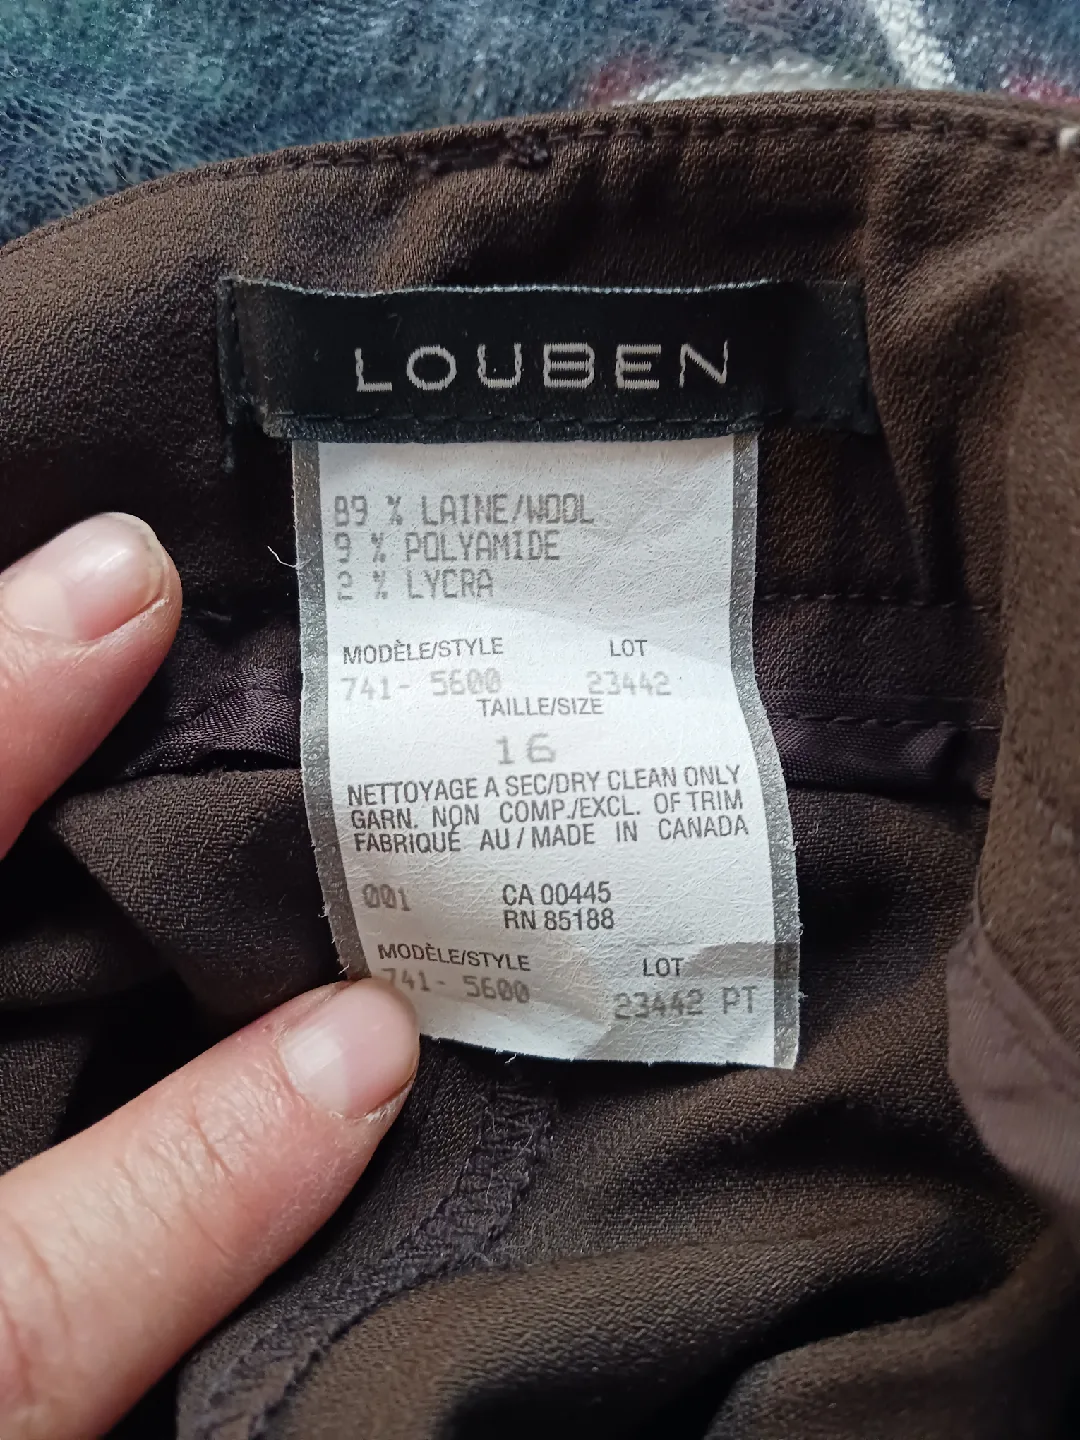 LOUBEN
89 % LAINE/WOOL
9 % POLYAMIDE
2 % LYCRA
MODÈLE/STYLE LOT
741- 5600 23442
TAILLE/SIZE
16
NETTOYAGE A SEC/DRY CLEAN ONLY
GARN. NON COMP./EXCL. OF TRIM
FABRIQUÉ AU / MADE IN CANADA
001 CA 00445
RN 85188
MODÈLE/STYLE LOT
741- 5600 23442 PT